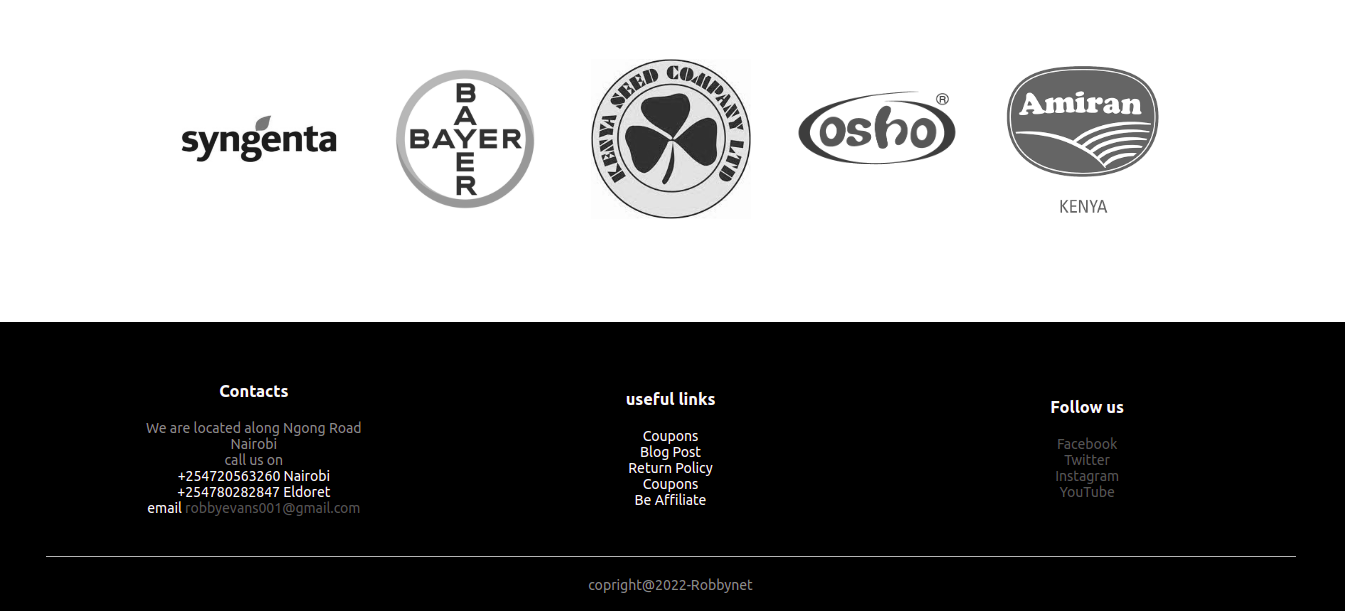 syngenta
BAYER
BAYER
KENYA SEED COMPANY LTD
osho ®
Amiran
KENYA
Contacts
We are located along Ngong Road
Nairobi
call us on
+254720563260 Nairobi
+254780282847 Eldoret
email robbyevans001@gmail.com
useful links
Coupons
Blog Post
Return Policy
Coupons
Be Affiliate
Follow us
Facebook
Twitter
Instagram
YouTube
copright@2022-Robbynet